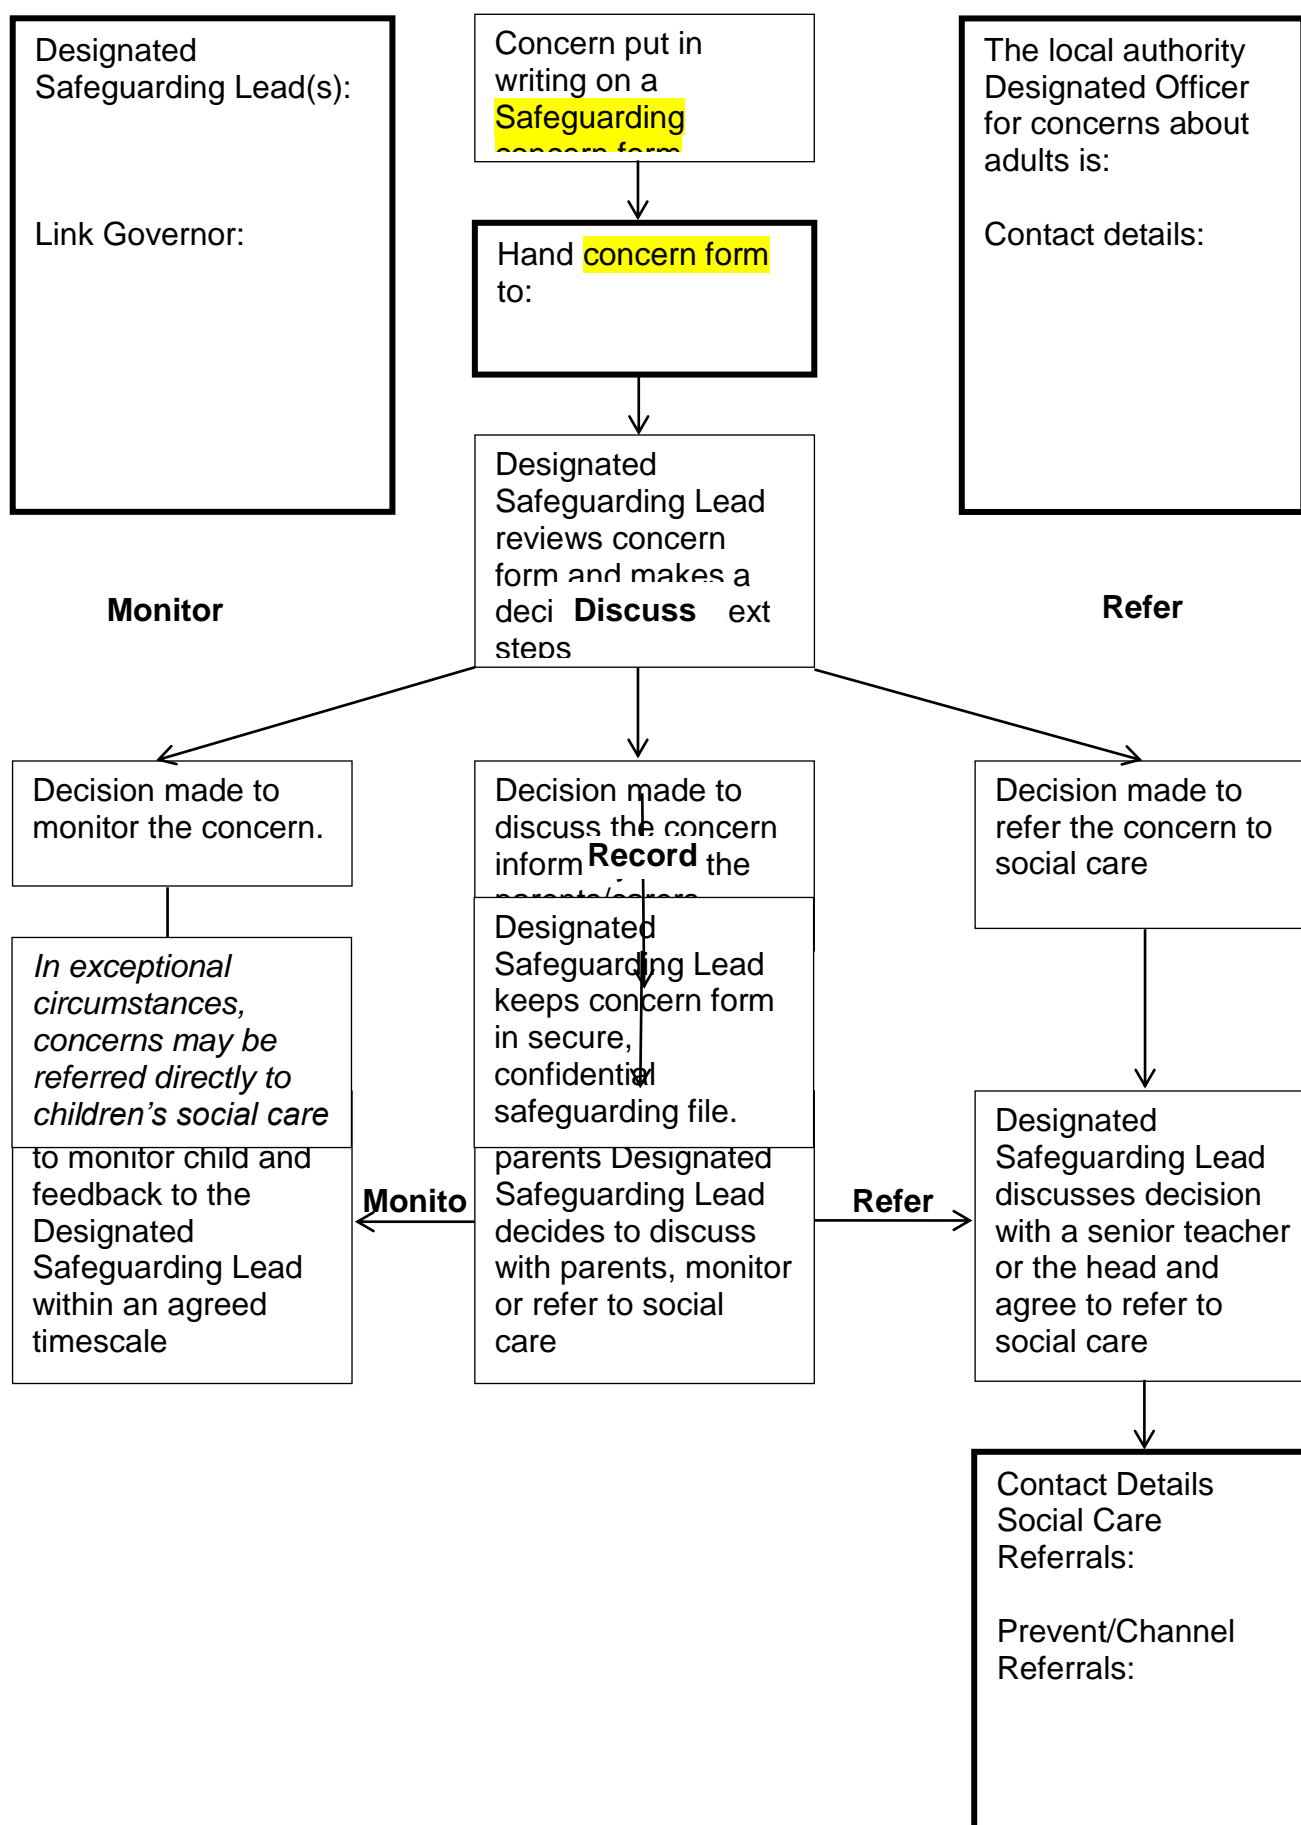 Designated
Safeguarding Lead(s):
Link Governor:
Concern put in
writing on a
Safeguarding
concern form
The local authority
Designated Officer
for concerns about
adults is:
Contact details:
Hand concern form
to:
Designated
Safeguarding Lead
reviews concern
form and makes a
deci
ext
steps
Monitor
Discuss
Refer
Decision made to
monitor the concern.
Decision made to
discuss the concern
inform
the
parents/carers
Record
Decision made to
refer the concern to
social care
In exceptional
circumstances,
concerns may be
referred directly to
children’s social care
Designated
Safeguarding Lead
keeps concern form
in secure,
confidential
safeguarding file.
to monitor child and
feedback to the
Designated
Safeguarding Lead
within an agreed
timescale
Monito
parents Designated
Safeguarding Lead
decides to discuss
with parents, monitor
or refer to social
care
Refer
Designated
Safeguarding Lead
discusses decision
with a senior teacher
or the head and
agree to refer to
social care
Contact Details
Social Care
Referrals:
Prevent/Channel
Referrals: